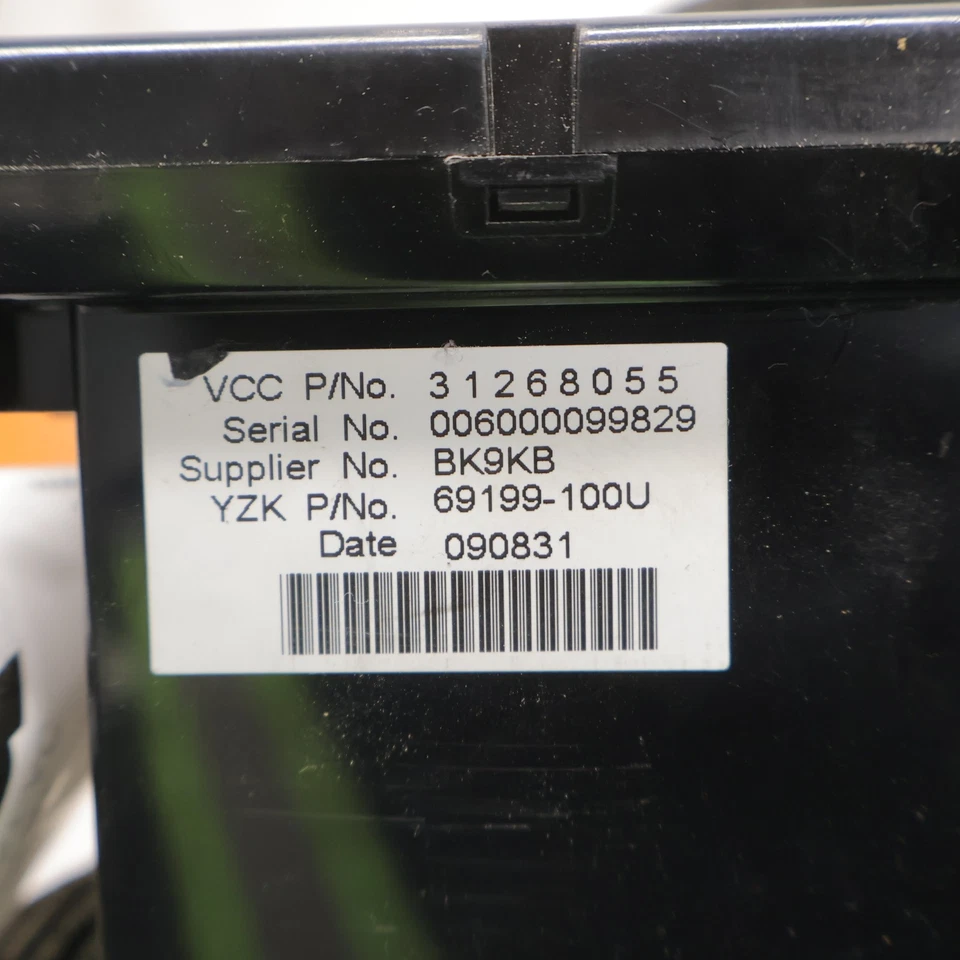 VCC P/No. 31268055
Serial No. 006000099829
Supplier No. BK9KB
YZK P/No. 69199-100U
Date 090831